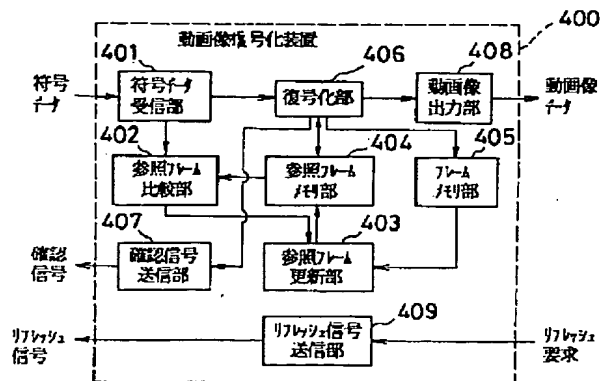 400
動画像復号化装置
401
406
408
符号
データ
符号データ
受信部
復号化部
動画像
出力部
動画像
データ
402
404
405
参照フレーム
比較部
参照フレーム
メモリ部
フレーム
メモリ部
407
403
確認
信号
確認信号
送信部
参照フレーム
更新部
409
リフレッシュ
信号
リフレッシュ信号
送信部
リフレッシュ
要求